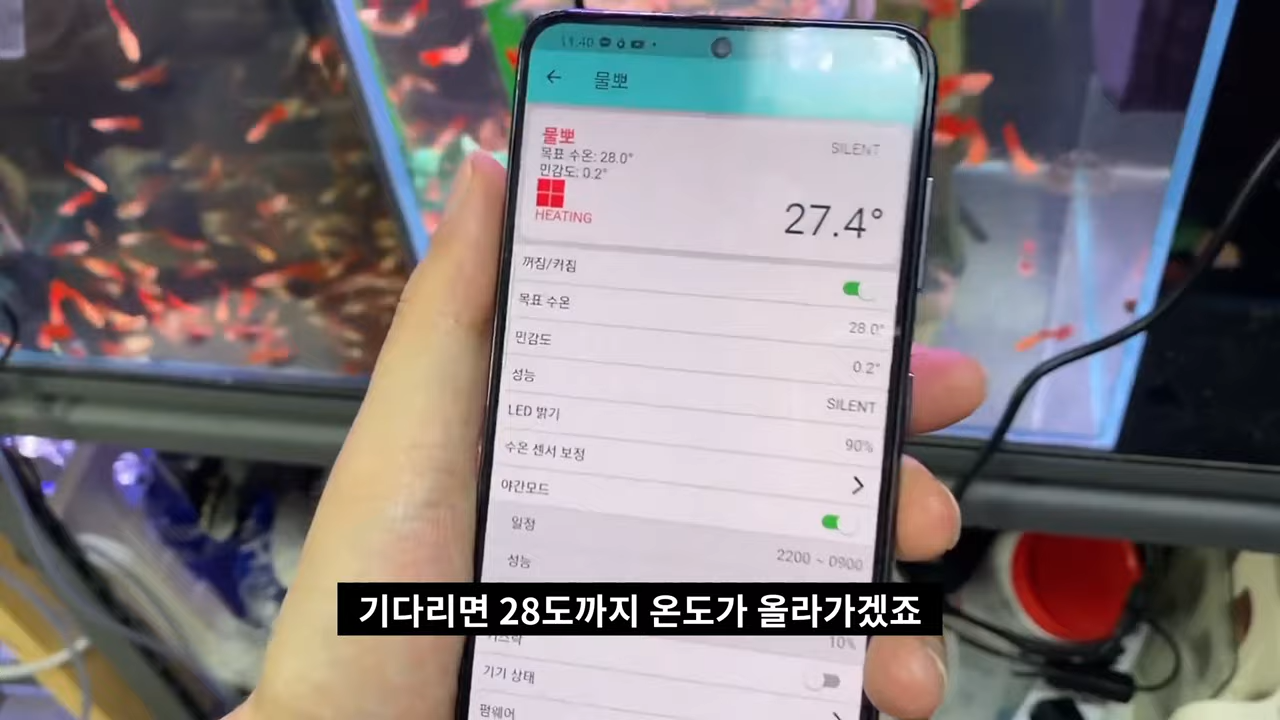 11:40
물뽀
물뽀
SILENT
목표 수온: 28.0°
민감도: 0.2°
HEATING
27.4°
꺼짐/켜짐
목표 수온
28.0°
민감도
0.2°
성능
SILENT
LED 밝기
90%
수온 센서 보정
야간모드
일정
2200 ~ 0900
성능
기다리면 28도까지 온도가 올라가겠죠
10%
기기 상태
펌웨어